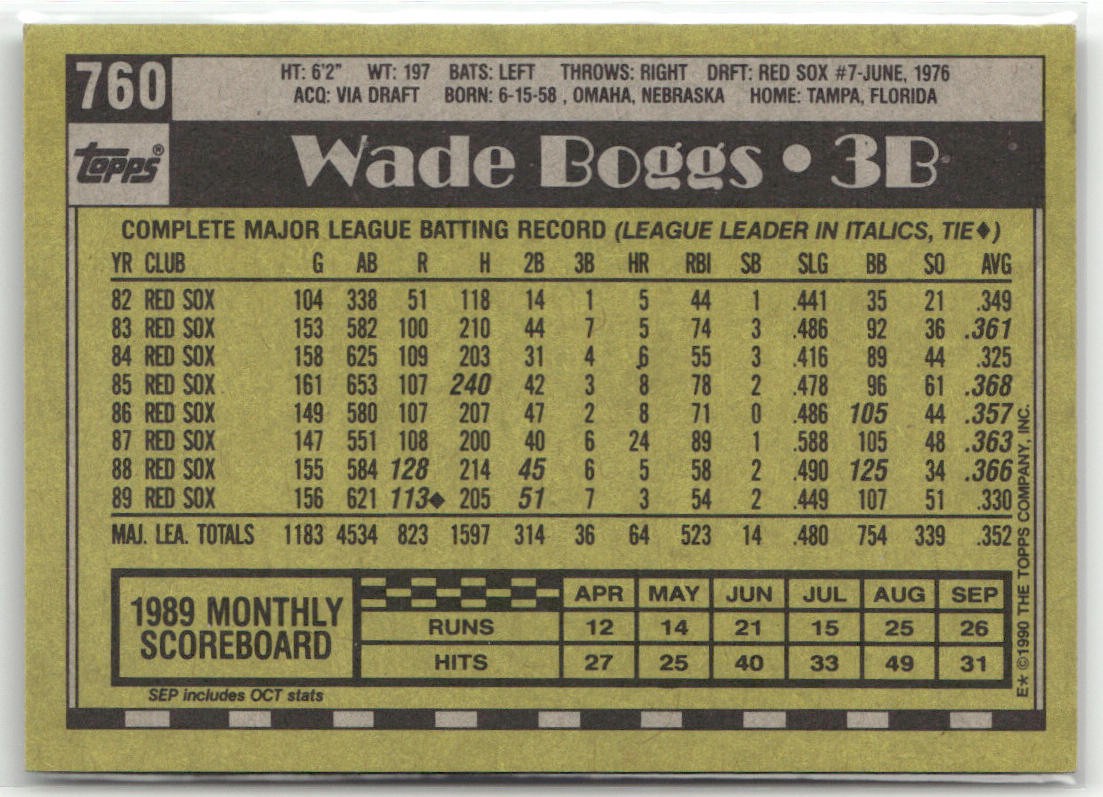 760
HT: 6'2" WT: 197 BATS: LEFT THROWS: RIGHT DRFT: RED SOX #7-JUNE, 1976
ACQ: VIA DRAFT BORN: 6-15-58 , OMAHA, NEBRASKA HOME: TAMPA, FLORIDA
topps®
Wade Boggs • 3B
COMPLETE MAJOR LEAGUE BATTING RECORD (LEAGUE LEADER IN ITALICS, TIE♦)
YR CLUB G AB R H 2B 3B HR RBI SB SLG BB SO AVG
82 RED SOX 104 338 51 118 14 1 5 44 1 .441 35 21 .349
83 RED SOX 153 582 100 210 44 7 5 74 3 .486 92 36 .361
84 RED SOX 158 625 109 203 31 4 6 55 3 .416 89 44 .325
85 RED SOX 161 653 107 240 42 3 8 78 2 .478 96 61 .368
86 RED SOX 149 580 107 207 47 2 8 71 0 .486 105 44 .357
87 RED SOX 147 551 108 200 40 6 24 89 1 .588 105 48 .363
88 RED SOX 155 584 128 214 45 6 5 58 2 .490 125 34 .366
89 RED SOX 156 621 113♦ 205 51 7 3 54 2 .449 107 51 .330
MAJ. LEA. TOTALS 1183 4534 823 1597 314 36 64 523 14 .480 754 339 .352
1989 MONTHLY
SCOREBOARD
APR MAY JUN JUL AUG SEP
RUNS 12 14 21 15 25 26
HITS 27 25 40 33 49 31
SEP includes OCT stats
E* ©1990 THE TOPPS COMPANY, INC.